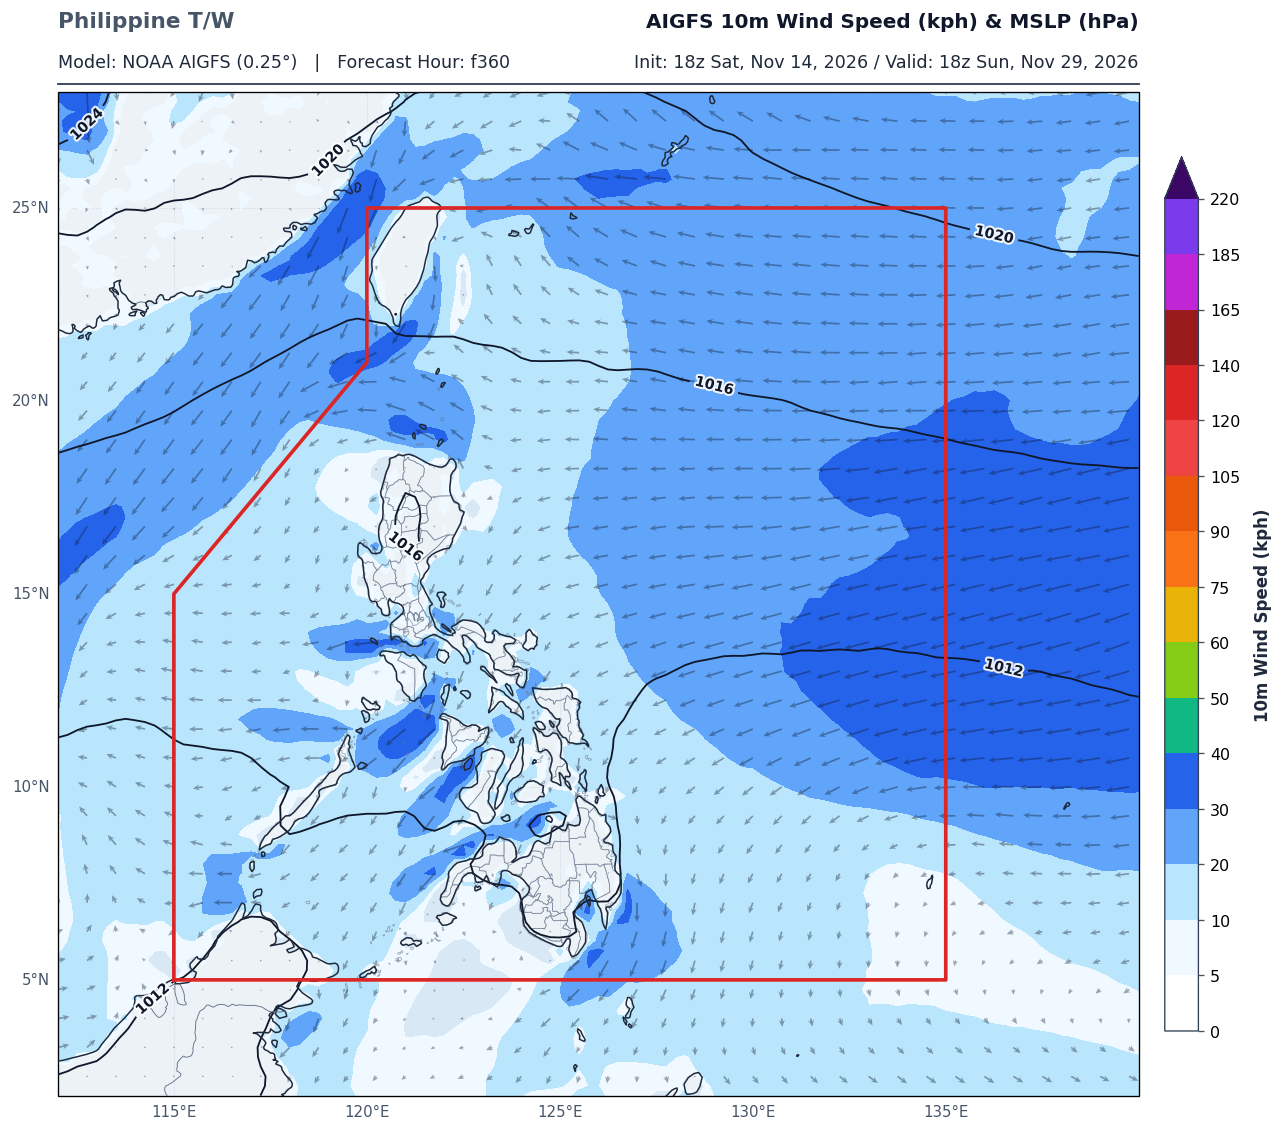 Philippine T/W
AIGFS 10m Wind Speed (kph) & MSLP (hPa)
Model: NOAA AIGFS (0.25°) | Forecast Hour: f360
Init: 18z Sat, Nov 14, 2026 / Valid: 18z Sun, Nov 29, 2026
1024
1020
1020
1016
1016
1012
1012
25°N
20°N
15°N
10°N
5°N
115°E
120°E
125°E
130°E
135°E
220
185
165
140
120
105
90
75
60
50
40
30
20
10
5
0
10m Wind Speed (kph)